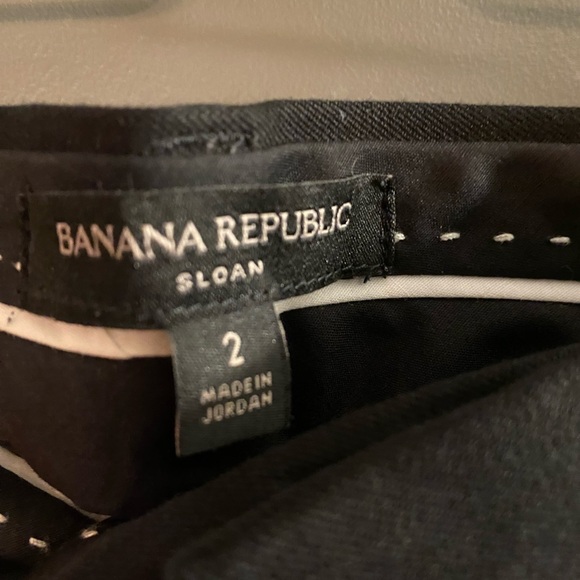 BANANA REPUBLIC
SLOAN
2
MADE IN
JORDAN